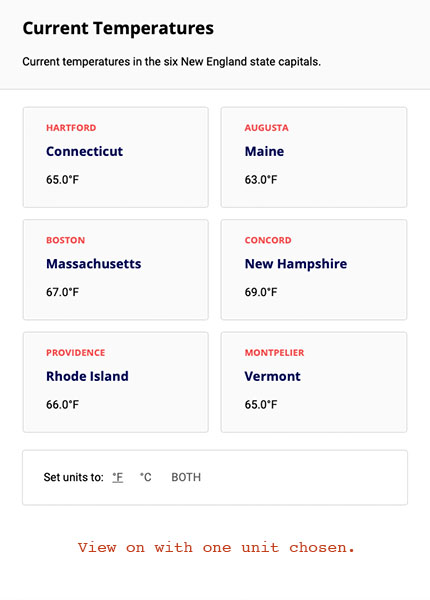 Current Temperatures
Current temperatures in the six New England state capitals.
HARTFORD
Connecticut
65.0°F
AUGUSTA
Maine
63.0°F
BOSTON
Massachusetts
67.0°F
CONCORD
New Hampshire
69.0°F
PROVIDENCE
Rhode Island
66.0°F
MONTPELIER
Vermont
65.0°F
Set units to: °F °C BOTH
View on with one unit chosen.